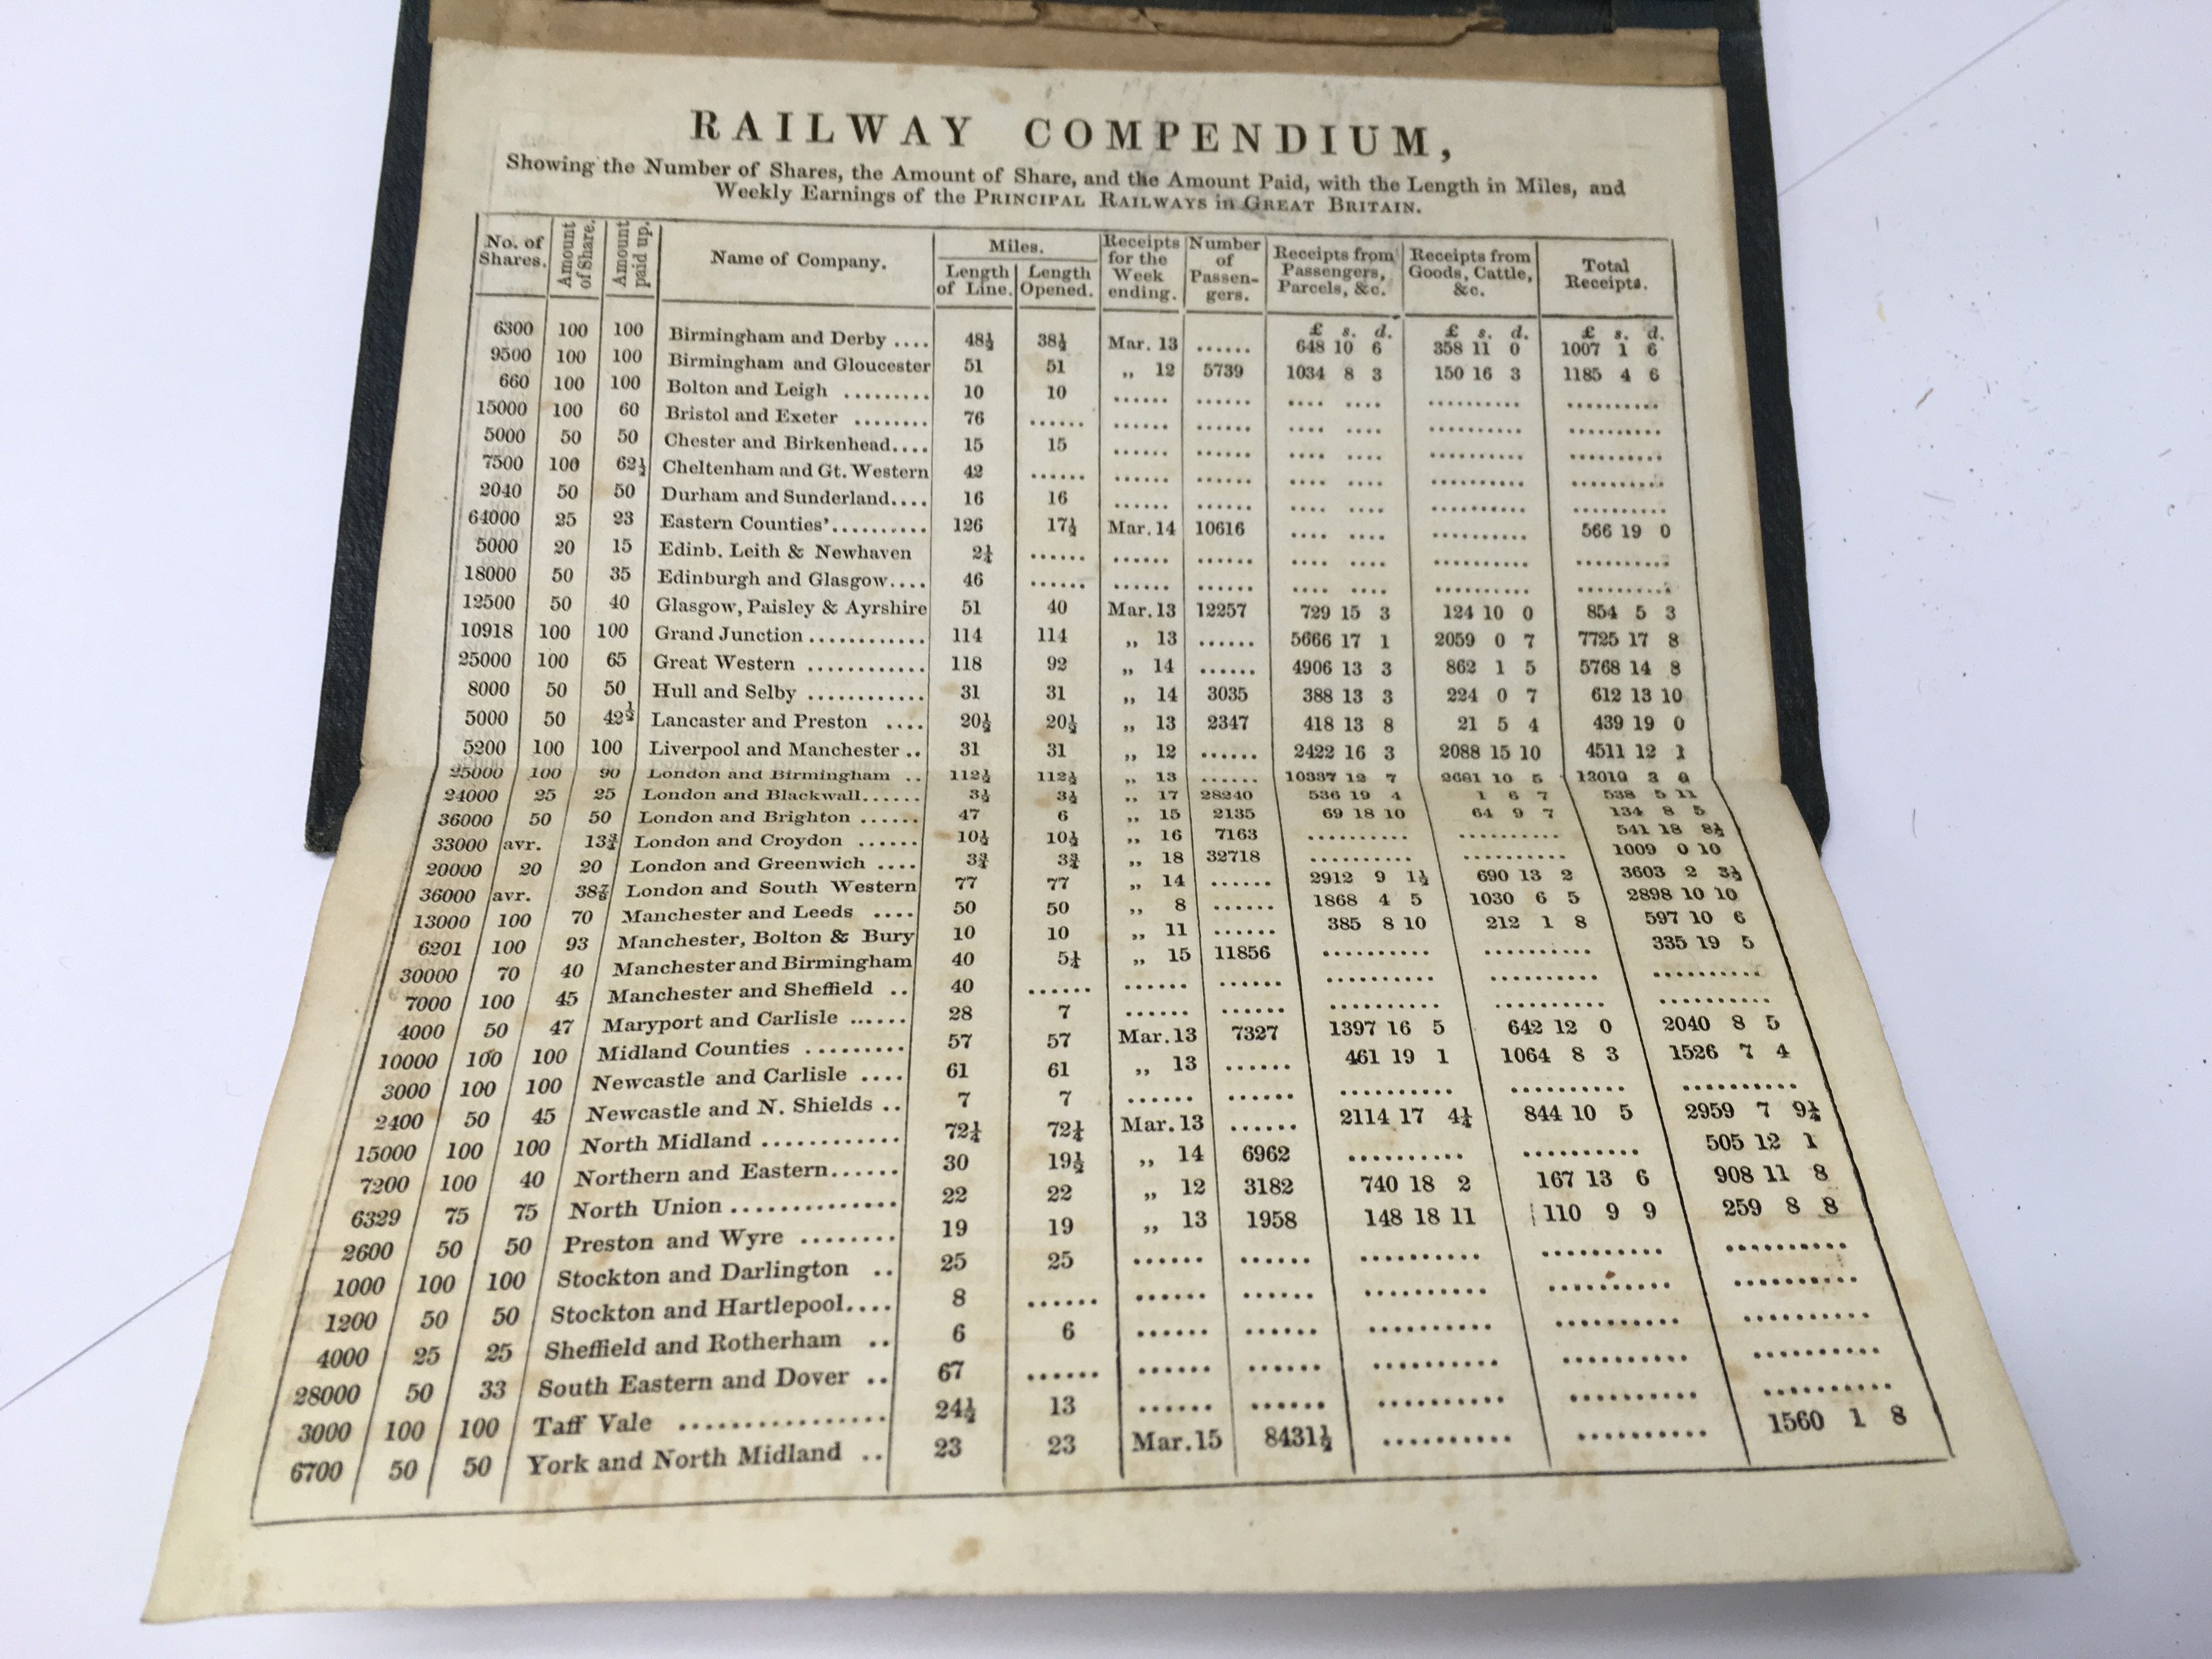 RAILWAY COMPENDIUM,
Showing the Number of Shares, the Amount of Share, and the Amount Paid, with the Length in Miles, and
Weekly Earnings of the PRINCIPAL RAILWAYS in GREAT BRITAIN.
No. of Shares. Amount of Share. Amount paid up. Name of Company. Miles. Length of Line. Length Opened. Receipts for the Week ending. Number of Passen-gers. Receipts from Passengers, Parcels, &c. Receipts from Goods, Cattle, &c. Total Receipts.
£ s. d. £ s. d. £ s. d.
6300 100 100 Birmingham and Derby .... 48½ 38½ Mar. 13 ...... 648 10 6 358 11 0 1007 1 6
9500 100 100 Birmingham and Gloucester 51 51 ,, 12 5739 1034 8 3 150 16 3 1185 4 6
660 100 100 Bolton and Leigh ......... 10 10 ...... ...... .... .... .......... ..........
15000 100 60 Bristol and Exeter ........ 76 ...... ...... ...... .... .... .......... ..........
5000 50 50 Chester and Birkenhead.... 15 15 ...... ...... .... .... .......... ..........
7500 100 62½ Cheltenham and Gt. Western 42 ...... ...... ...... .... .... .......... ..........
2040 50 50 Durham and Sunderland.... 16 16 ...... ...... .... .... .......... ..........
64000 25 23 Eastern Counties'.......... 126 17½ Mar. 14 10616 .... .... .......... 566 19 0
5000 20 15 Edinb. Leith & Newhaven 2¼ ...... ...... ...... .... .... .......... ..........
18000 50 35 Edinburgh and Glasgow.... 46 ...... ...... ...... .... .... .......... ..........
12500 50 40 Glasgow, Paisley & Ayrshire 51 40 Mar. 13 12257 729 15 3 124 10 0 854 5 3
10918 100 100 Grand Junction ............ 114 114 ,, 13 ...... 5666 17 1 2059 0 7 7725 17 8
25000 100 65 Great Western ............ 118 92 ,, 14 ...... 4906 13 3 862 1 5 5768 14 8
8000 50 50 Hull and Selby ............ 31 31 ,, 14 3035 388 13 3 224 0 7 612 13 10
5000 50 42½ Lancaster and Preston .... 20½ 20½ ,, 13 2347 418 13 8 21 5 4 439 19 0
5200 100 100 Liverpool and Manchester .. 31 31 ,, 12 ...... 2422 16 3 2088 15 10 4511 12 1
25000 100 90 London and Birmingham .. 112½ 112½ ,, 13 ...... 10337 12 7 2681 10 5 13019 3 0
24000 25 25 London and Blackwall...... 3½ 3½ ,, 17 28240 536 19 4 1 6 7 538 5 11
36000 50 50 London and Brighton ...... 47 6 ,, 15 2135 69 18 10 64 9 7 134 8 5
33000 avr. 13¾ London and Croydon ...... 10½ 10½ ,, 16 7163 .......... .......... 541 18 8½
20000 20 20 London and Greenwich .... 3¾ 3¾ ,, 18 32718 .......... .......... 1009 0 10
36000 avr. 38⅞ London and South Western 77 77 ,, 14 ...... 2912 9 1½ 690 13 2 3603 2 3½
13000 100 70 Manchester and Leeds .... 50 50 ,, 8 ...... 1868 4 5 1030 6 5 2898 10 10
6201 100 93 Manchester, Bolton & Bury 10 10 ,, 11 ...... 385 8 10 212 1 8 597 10 6
30000 70 40 Manchester and Birmingham 40 5¼ ,, 15 11856 .......... .......... 335 19 5
7000 100 45 Manchester and Sheffield .. 40 ...... ...... ...... .......... .......... ..........
4000 50 47 Maryport and Carlisle ...... 28 7 ...... ...... .......... .......... ..........
10000 100 100 Midland Counties ......... 57 57 Mar. 13 7327 1397 16 5 642 12 0 2040 8 5
3000 100 100 Newcastle and Carlisle .... 61 61 ,, 13 ...... 461 19 1 1064 8 3 1526 7 4
2400 50 45 Newcastle and N. Shields .. 7 7 ...... ...... .......... .......... ..........
15000 100 100 North Midland ............ 72¼ 72¼ Mar. 13 ...... 2114 17 4¼ 844 10 5 2959 7 9¼
7200 100 40 Northern and Eastern...... 30 19½ ,, 14 6962 .......... .......... 505 12 1
6329 75 75 North Union .............. 22 22 ,, 12 3182 740 18 2 167 13 6 908 11 8
2600 50 50 Preston and Wyre ........ 19 19 ,, 13 1958 148 18 11 110 9 9 259 8 8
1000 100 100 Stockton and Darlington .. 25 25 ...... ...... .......... .......... ..........
1200 50 50 Stockton and Hartlepool.... 8 ...... ...... ...... .......... .......... ..........
4000 25 25 Sheffield and Rotherham .. 6 6 ...... ...... .......... .......... ..........
28000 50 33 South Eastern and Dover .. 67 ...... ...... ...... .......... .......... ..........
3000 100 100 Taff Vale ................ 24½ 13 ...... ...... .......... .......... ..........
6700 50 50 York and North Midland .. 23 23 Mar. 15 8431½ .......... .......... 1560 1 8